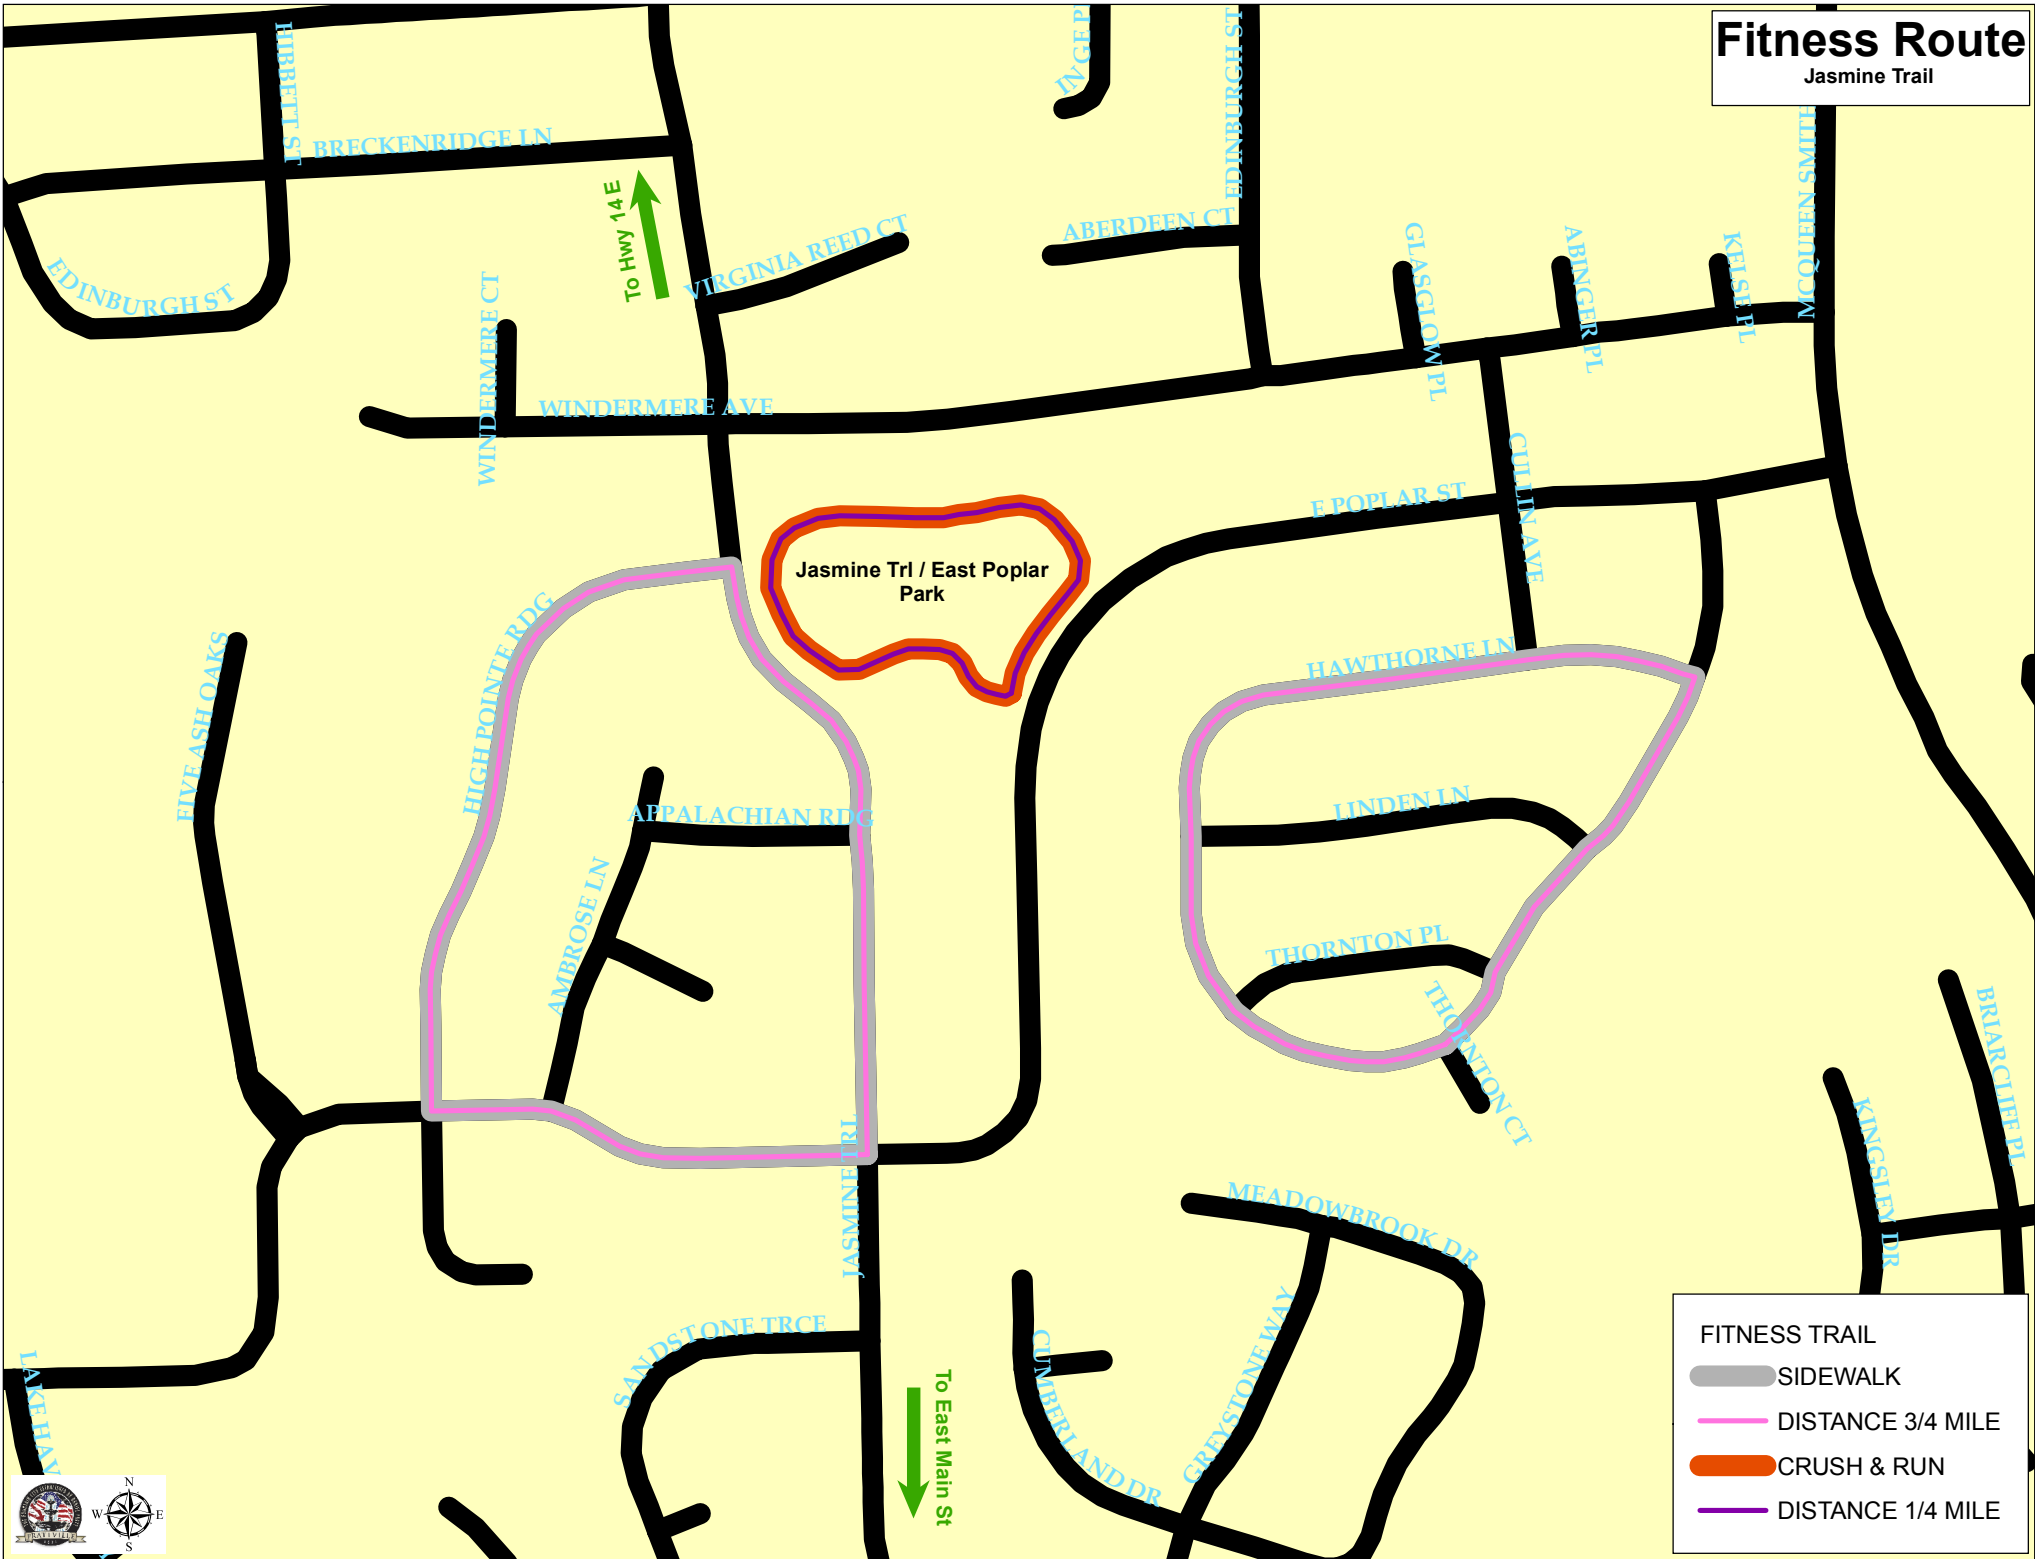 Fitness Route
Jasmine Trail
HIBBETT ST
BRECKENRIDGE LN
EDINBURGH ST
To Hwy 14 E
VIRGINIA REED CT
EDINBURGH ST
ABERDEEN CT
GLASGLOW PL
ABINGER PL
KELSE PL
MCQUEEN SMITH
WINDERMERE CT
WINDERMERE AVE
E POPLAR ST
CULLIN AVE
Jasmine Trl / East Poplar
Park
HIGH POINTE RDG
FIVE ASH OAKS
HAWTHORNE LN
APPALACHIAN RDG
LINDEN LN
AMBROSE LN
THORNTON PL
THORNTON CT
BRIARCLIFF PL
KINGSLEY DR
JASMINE TRL
MEADOWBROOK DR
SANDSTONE TRCE
CUMBERLAND DR
GREYSTONE WAY
To East Main St
LAKE HAV
FITNESS TRAIL
SIDEWALK
DISTANCE 3/4 MILE
CRUSH & RUN
DISTANCE 1/4 MILE
N
W E
S